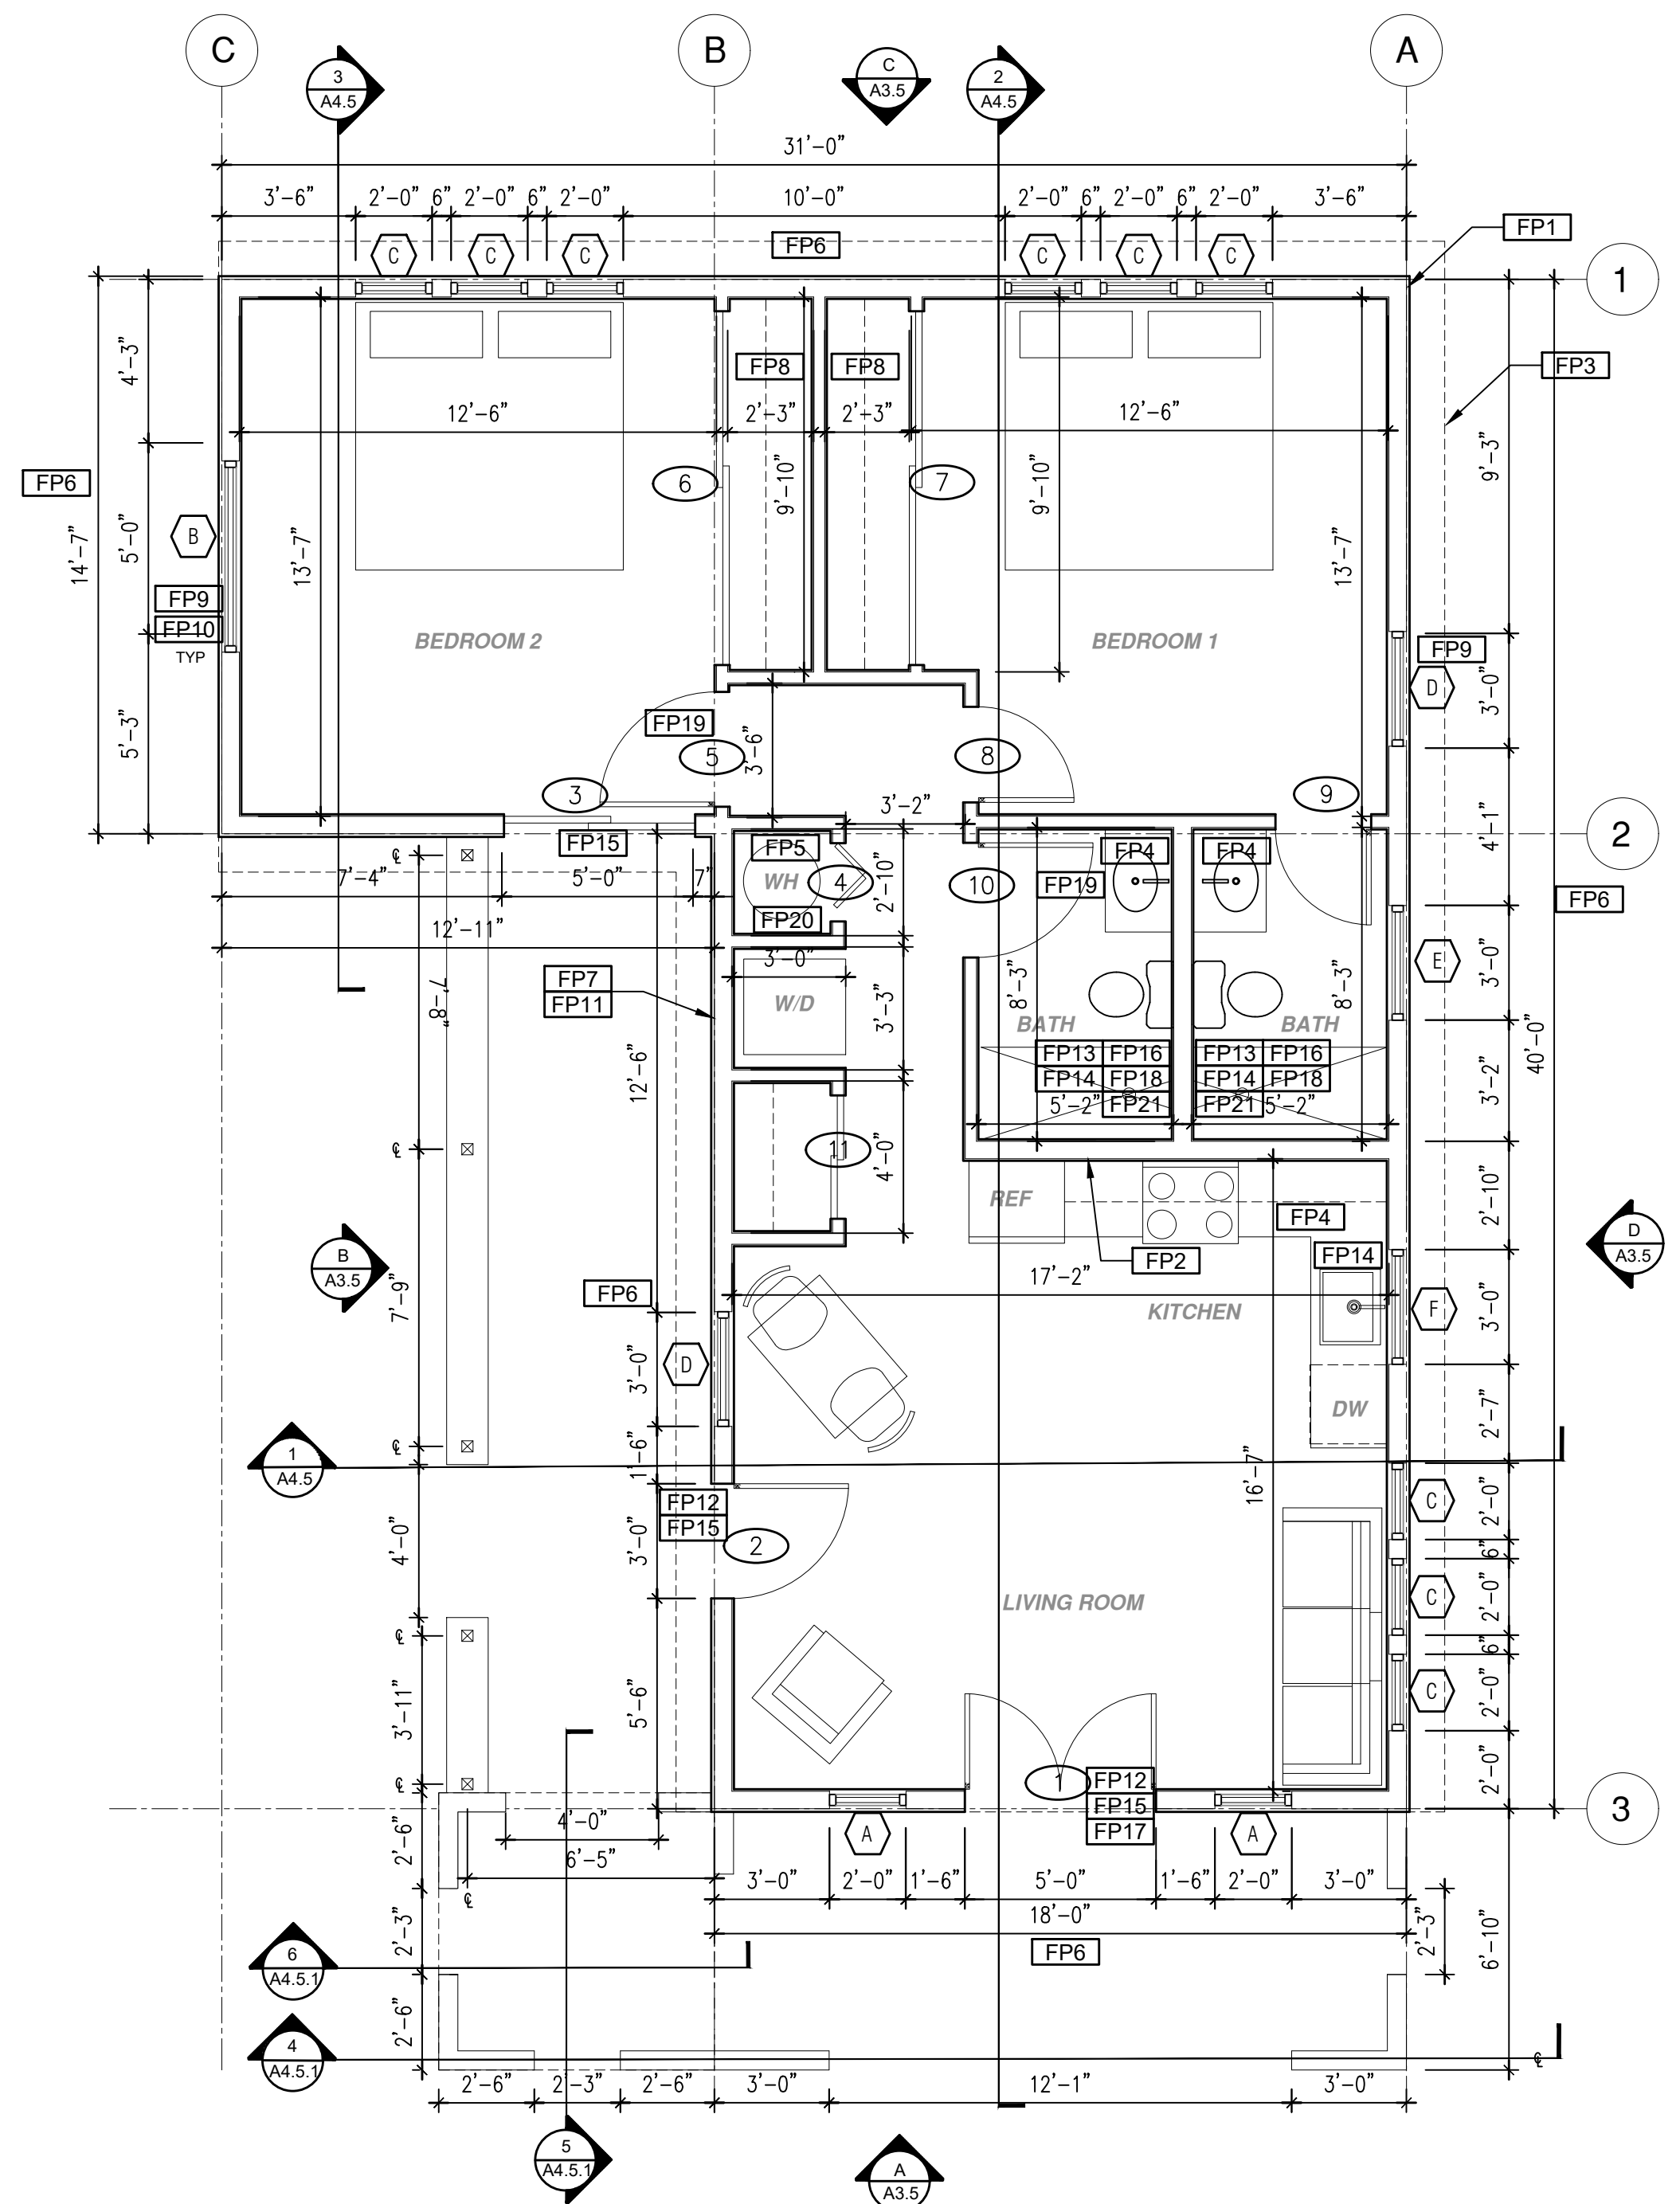 C
B
A
3
A4.5
C
A3.5
2
A4.5
31'-0"
3'-6"
2'-0"
6"
2'-0"
6"
2'-0"
10'-0"
2'-0"
6"
2'-0"
6"
2'-0"
3'-6"
FP1
FP6
C
C
C
C
C
C
1
FP3
4'-3"
FP8
FP8
12'-6"
2'-3"
2'-3"
12'-6"
9'-3"
FP6
6
7
9'-10"
9'-10"
B
5'-0"
14'-7"
13'-7"
13'-7"
FP9
FP10
TYP
BEDROOM 2
BEDROOM 1
FP9
D
3'-0"
5'-3"
FP19
5
3'-6"
8
3
9
3'-2"
4'-1"
2
FP15
FP5
FP4
FP4
7'-4"
5'-0"
7"
WH
4
2'-10"
10
FP19
FP6
12'-11"
FP20
3'-0"
E
3'-0"
FP7
FP11
7'-8"
W/D
3'-3"
8'-3"
8'-3"
BATH
BATH
40'-0"
12'-6"
FP13
FP16
FP13
FP16
FP14
FP18
FP14
FP18
3'-2"
5'-2"
FP21
FP21
5'-2"
11
4'-0"
REF
FP4
2'-10"
B
A3.5
FP2
FP14
D
A3.5
7'-9"
FP6
17'-2"
KITCHEN
F
3'-0"
D
3'-0"
DW
2'-7"
1
A4.5
1'-6"
16'-7"
FP12
FP15
C
2'-0"
2
3'-0"
4'-0"
6"
C
2'-0"
LIVING ROOM
6"
5'-6"
3'-11"
C
2'-0"
1
FP12
FP15
FP17
2'-0"
3
4'-0"
A
A
2'-6"
6'-5"
3'-0"
2'-0"
1'-6"
5'-0"
1'-6"
2'-0"
3'-0"
18'-0"
2'-3"
2'-3"
6'-10"
FP6
6
A4.5.1
2'-6"
4
A4.5.1
2'-6"
2'-3"
2'-6"
3'-0"
12'-1"
3'-0"
5
A4.5.1
A
A3.5